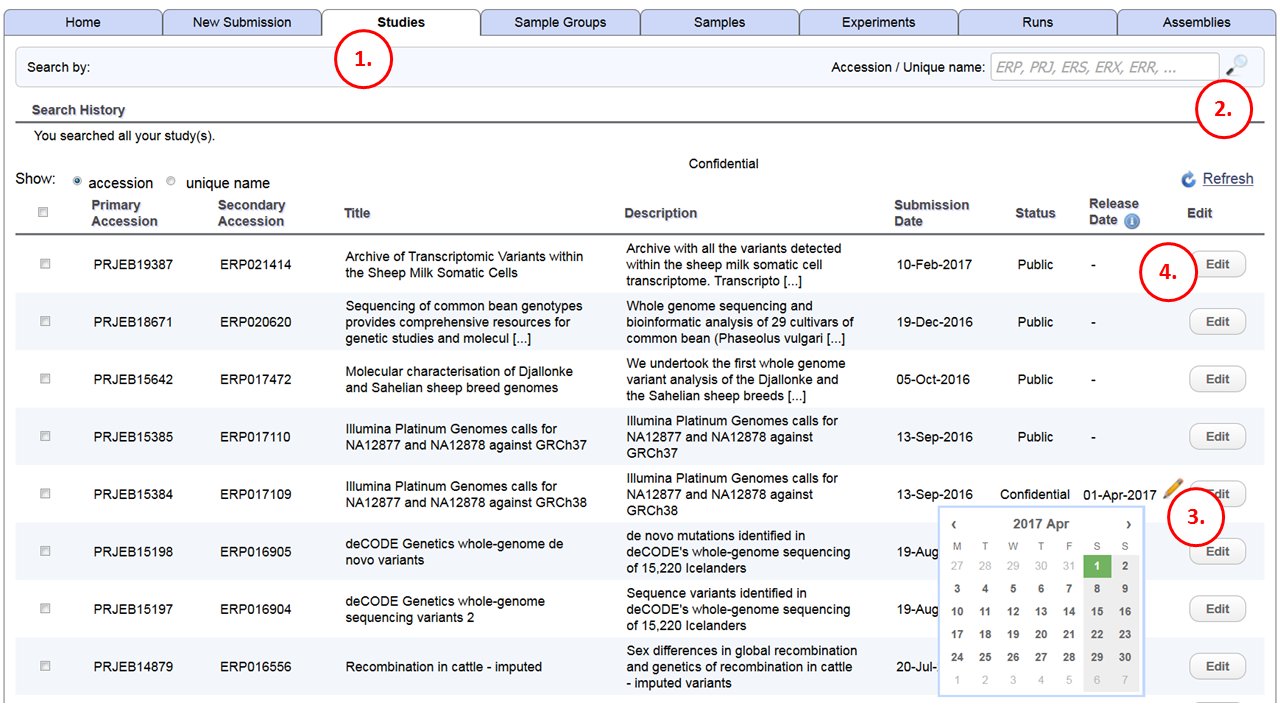 Home New Submission Studies Sample Groups Samples Experiments Runs Assemblies
1.
Search by: Accession / Unique name: ERP, PRJ, ERS, ERX, ERR, ...
2.
Search History
You searched all your study(s).
Confidential
Show: accession unique name Refresh
Primary Accession Secondary Accession Title Description Submission Date Status Release Date i Edit
PRJEB19387 ERP021414 Archive of Transcriptomic Variants within the Sheep Milk Somatic Cells Archive with all the variants detected within the sheep milk somatic cell transcriptome. Transcripto [...] 10-Feb-2017 Public - 4. Edit
PRJEB18671 ERP020620 Sequencing of common bean genotypes provides comprehensive resources for genetic studies and molecul [...] Whole genome sequencing and bioinformatic analysis of 29 cultivars of common bean (Phaseolus vulgari [...] 19-Dec-2016 Public - Edit
PRJEB15642 ERP017472 Molecular characterisation of Djallonke and Sahelian sheep breed genomes We undertook the first whole genome variant analysis of the Djallonke and the Sahelian sheep breeds [...] 05-Oct-2016 Public - Edit
PRJEB15385 ERP017110 Illumina Platinum Genomes calls for NA12877 and NA12878 against GRCh37 Illumina Platinum Genomes calls for NA12877 and NA12878 against GRCh37 13-Sep-2016 Public - Edit
PRJEB15384 ERP017109 Illumina Platinum Genomes calls for NA12877 and NA12878 against GRCh38 Illumina Platinum Genomes calls for NA12877 and NA12878 against GRCh38 13-Sep-2016 Confidential 01-Apr-2017 Edit
3.
PRJEB15198 ERP016905 deCODE Genetics whole-genome de novo variants de novo mutations identified in deCODE's whole-genome sequencing of 15,220 Icelanders 19-Aug Edit
PRJEB15197 ERP016904 deCODE Genetics whole-genome sequencing variants 2 Sequence variants identified in deCODE's whole-genome sequencing of 15,220 Icelanders 19-Aug Edit
PRJEB14879 ERP016556 Recombination in cattle - imputed Sex differences in global recombination and genetics of recombination in cattle - imputed variants 20-Jul- Edit
‹ 2017 Apr ›
M T W T F S S
27 28 29 30 31 1 2
3 4 5 6 7 8 9
10 11 12 13 14 15 16
17 18 19 20 21 22 23
24 25 26 27 28 29 30
1 2 3 4 5 6 7